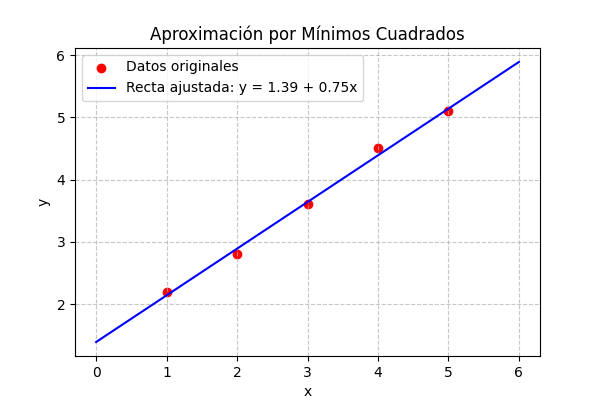 Aproximación por Mínimos Cuadrados
Datos originales
Recta ajustada: y = 1.39 + 0.75x
6
5
4
3
2
y
0 1 2 3 4 5 6
x